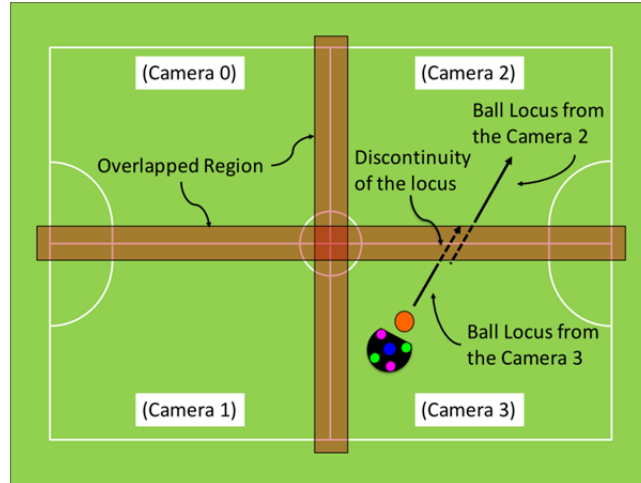 (Camera 0)
(Camera 2)
Ball Locus from
the Camera 2
Overlapped Region
Discontinuity
of the locus
Ball Locus from
the Camera 3
(Camera 1)
(Camera 3)